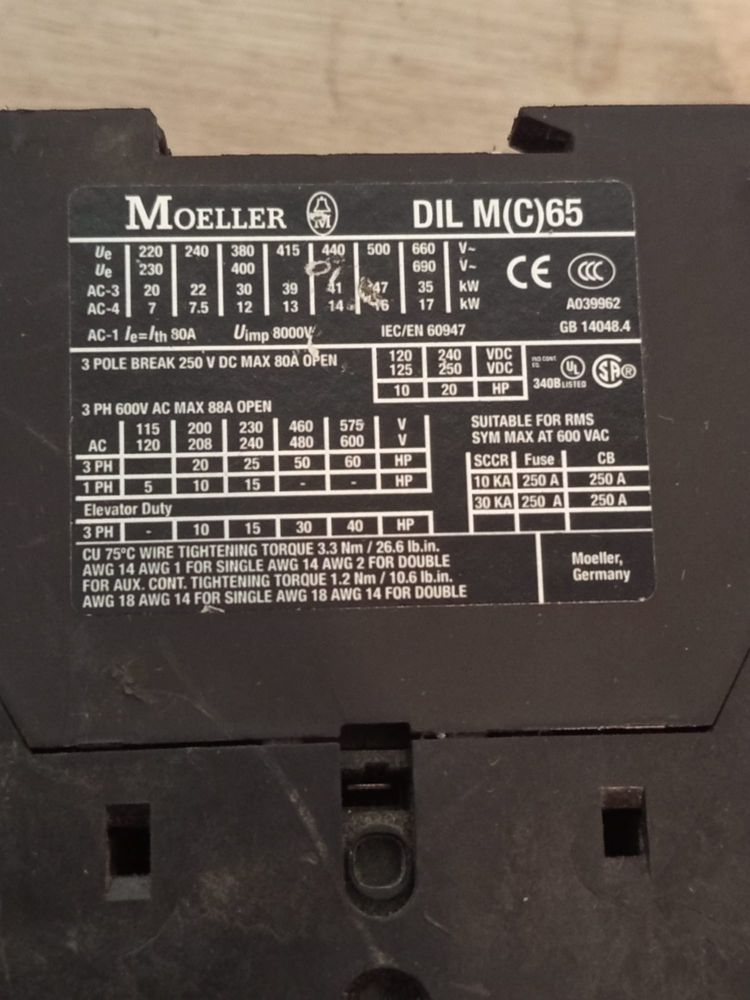 MOELLER M DIL M(C)65
Ue 220 240 380 415 440 500 660 V~
Ue 230 400 690 V~
AC-3 20 22 30 39 41 47 35 kW
AC-4 7 7.5 12 13 14 16 17 kW
CE CCC
A039962
AC-1 Ie=Ith 80A Uimp 8000V IEC/EN 60947 GB 14048.4
3 POLE BREAK 250 V DC MAX 80A OPEN
120 240 VDC
125 250 VDC
10 20 HP
IND.CONT.
EQ.
UL
340B LISTED
SA®
3 PH 600V AC MAX 88A OPEN
115 200 230 460 575 V
AC 120 208 240 480 600 V
3 PH 20 25 50 60 HP
1 PH 5 10 15 - - HP
Elevator Duty
3 PH - 10 15 30 40 HP
SUITABLE FOR RMS
SYM MAX AT 600 VAC
SCCR Fuse CB
10 KA 250 A 250 A
30 KA 250 A 250 A
CU 75°C WIRE TIGHTENING TORQUE 3.3 Nm / 26.6 lb.in.
AWG 14 AWG 1 FOR SINGLE AWG 14 AWG 2 FOR DOUBLE
FOR AUX. CONT. TIGHTENING TORQUE 1.2 Nm / 10.6 lb.in.
AWG 18 AWG 14 FOR SINGLE AWG 18 AWG 14 FOR DOUBLE
Moeller,
Germany